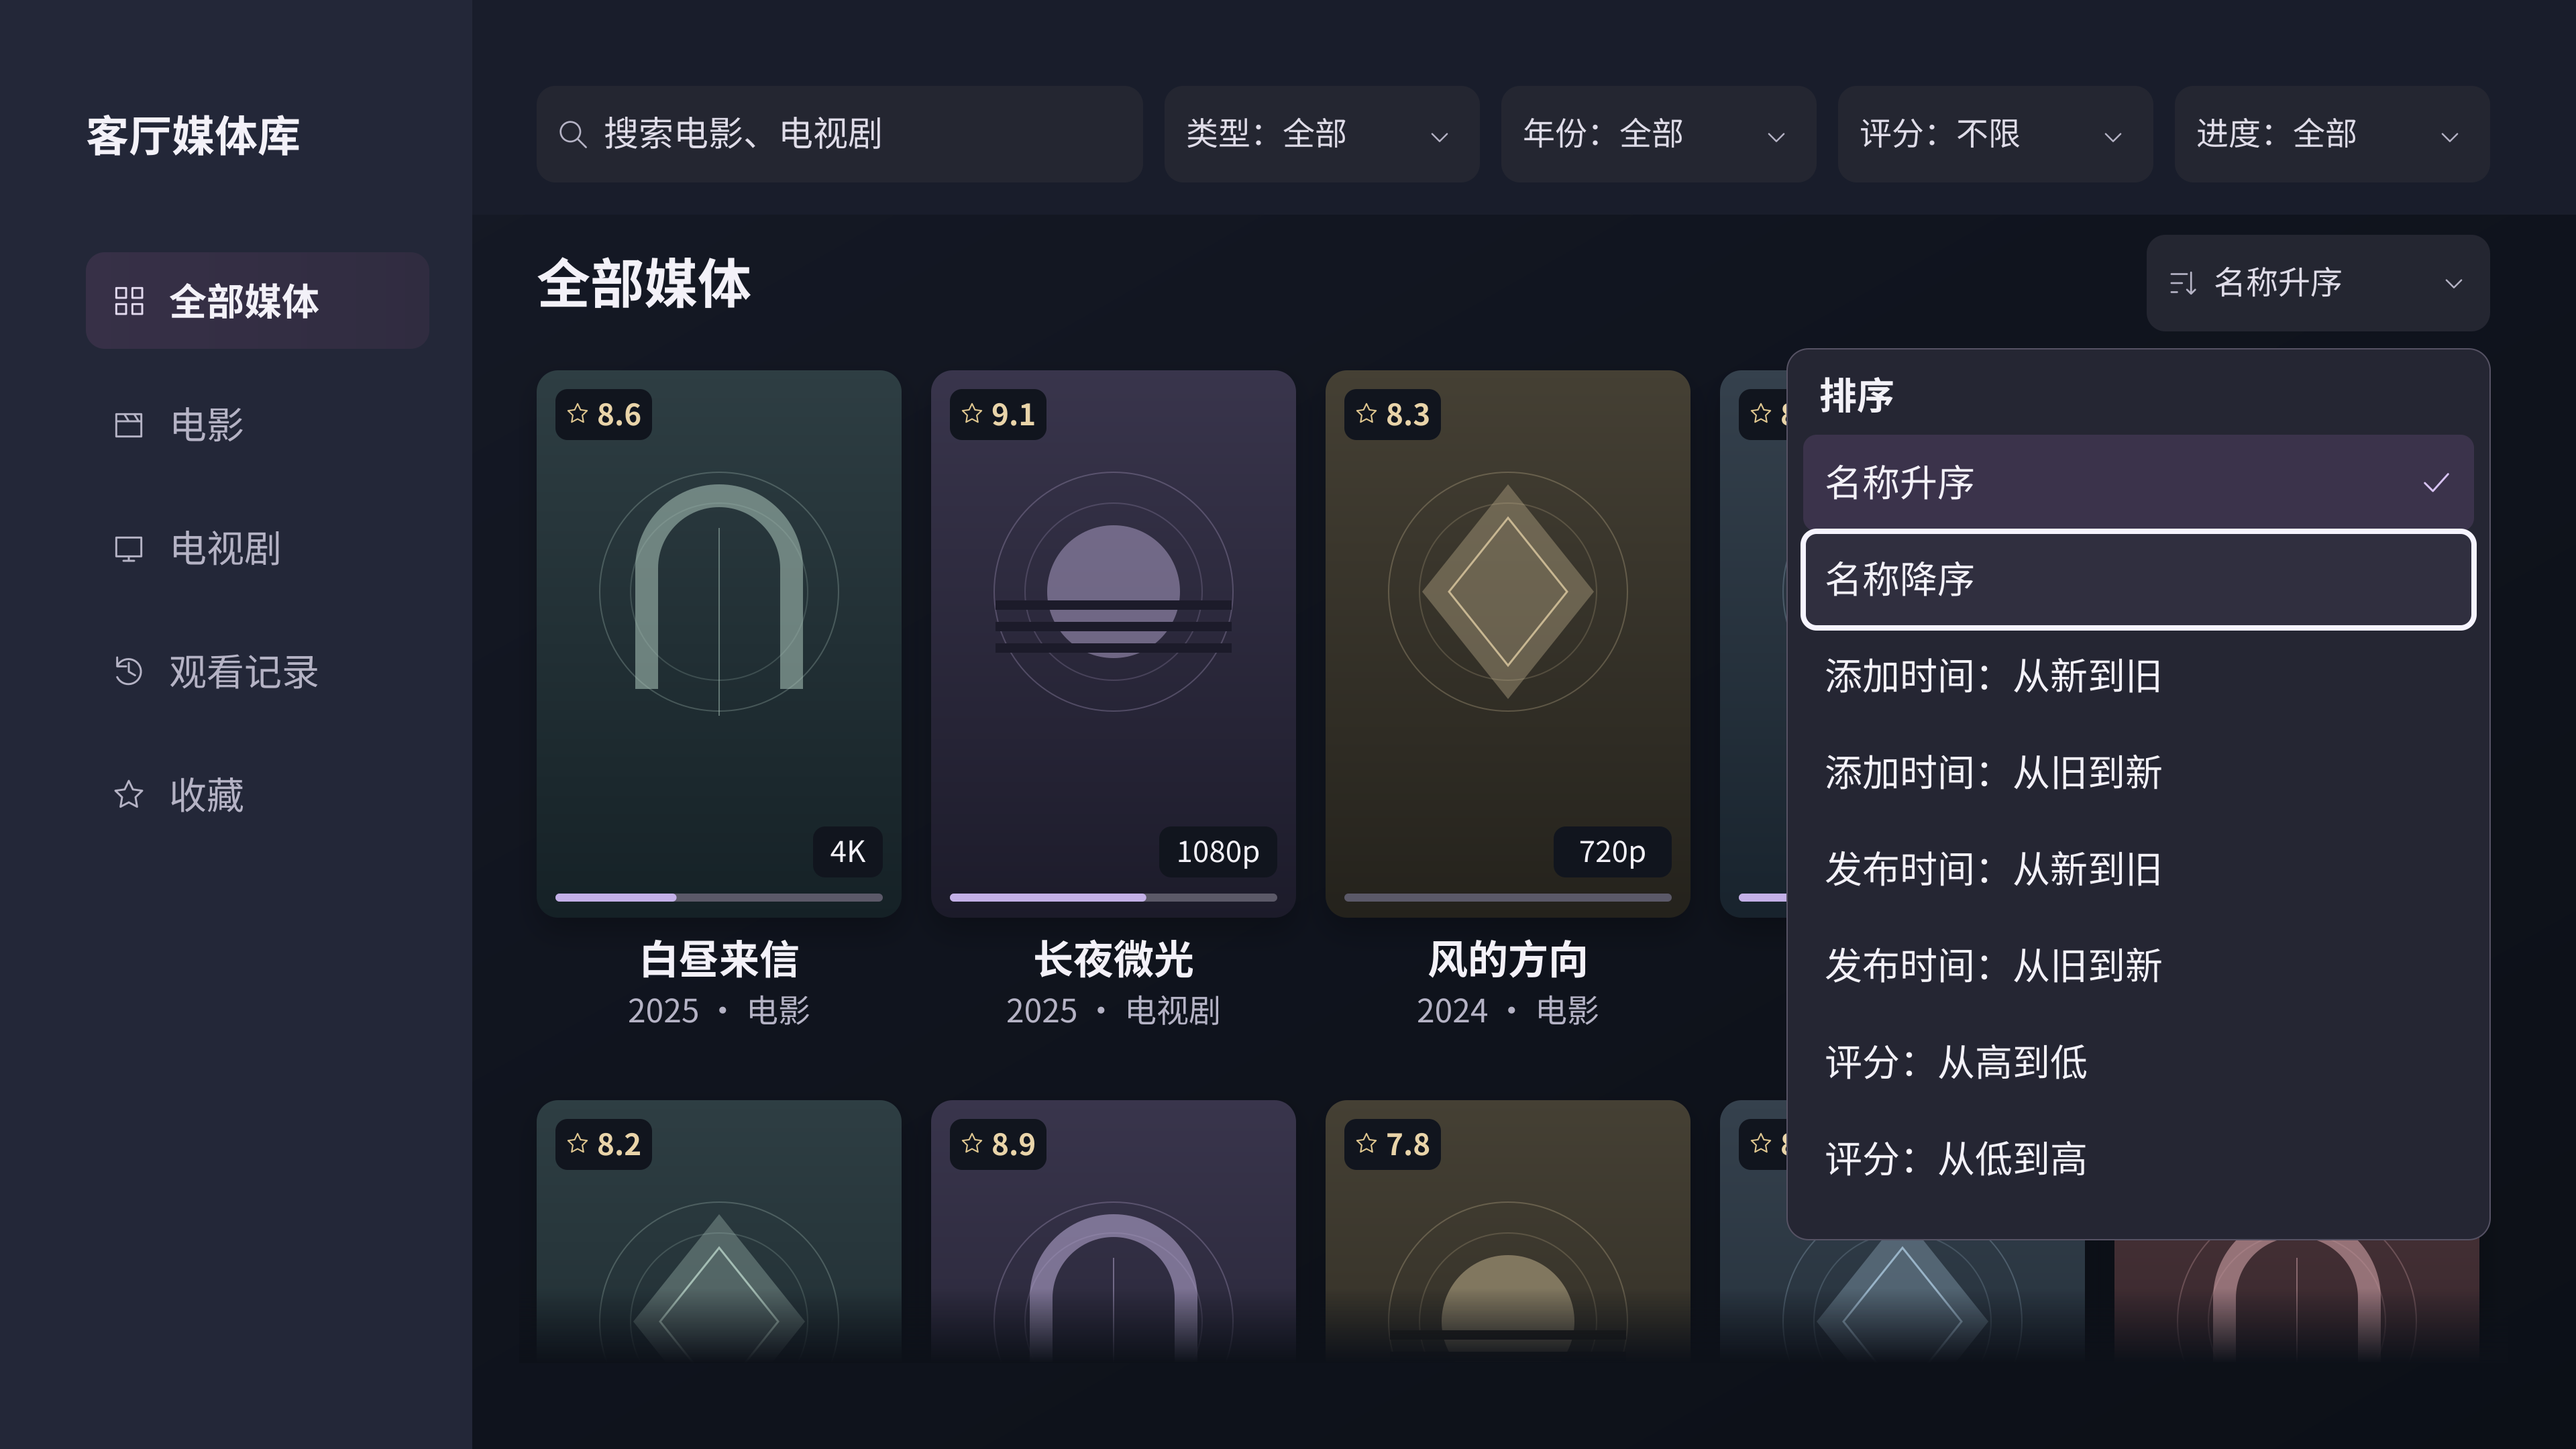 客厅媒体库
全部媒体
电影
电视剧
观看记录
收藏
搜索电影、电视剧
类型：全部
年份：全部
评分：不限
进度：全部
全部媒体
名称升序
排序
名称升序
名称降序
添加时间：从新到旧
添加时间：从旧到新
发布时间：从新到旧
发布时间：从旧到新
评分：从高到低
评分：从低到高
8.6
4K
白昼来信
2025 · 电影
9.1
1080p
长夜微光
2025 · 电视剧
8.3
720p
风的方向
2024 · 电影
8.2
8.9
7.8